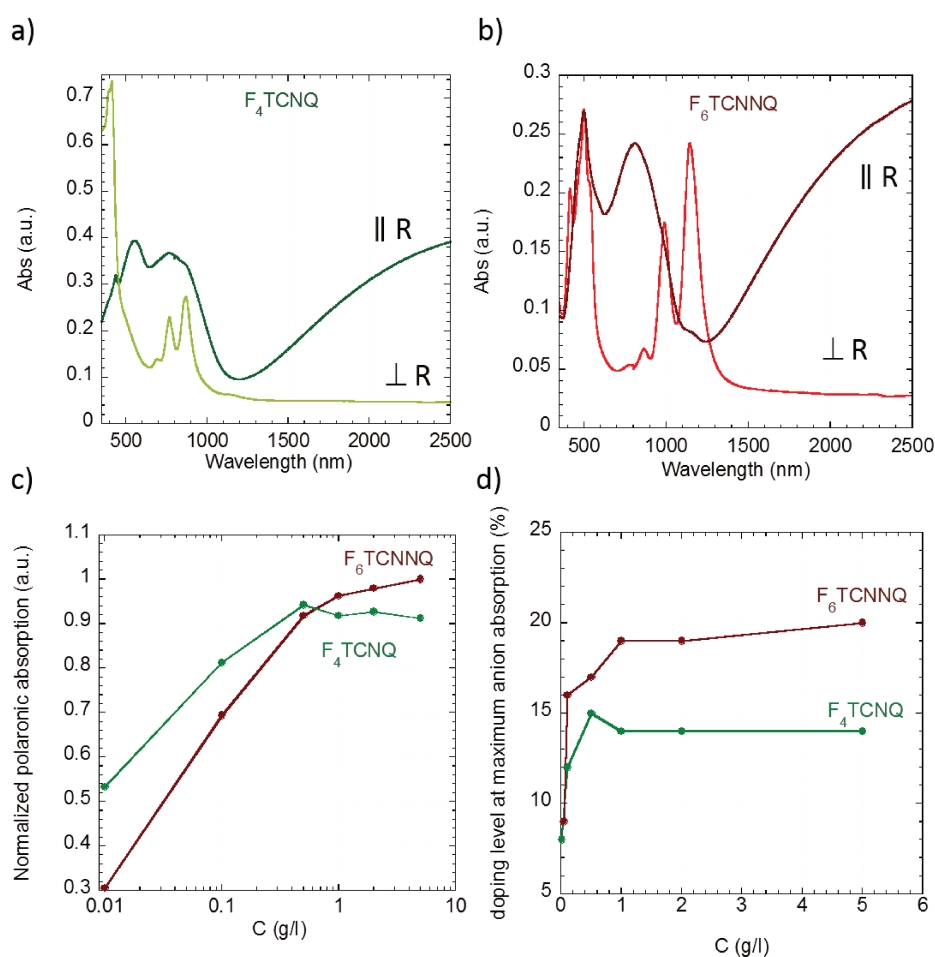 a)
F4TCNQ
|| R
⊥ R
Abs (a.u.)
0.7
0.6
0.5
0.4
0.3
0.2
0.1
0
500
1000
1500
2000
2500
Wavelength (nm)
b)
F6TCNNQ
|| R
⊥ R
Abs (a.u.)
0.3
0.25
0.2
0.15
0.1
0.05
0
500
1000
1500
2000
2500
Wavelength (nm)
c)
F6TCNNQ
F4TCNQ
Normalized polaronic absorption (a.u.)
1.1
1
0.9
0.8
0.7
0.6
0.5
0.4
0.3
0.01
0.1
1
10
C (g/l)
d)
F6TCNNQ
F4TCNQ
doping level at maximum anion absorption (%)
25
20
15
10
5
0
1
2
3
4
5
6
C (g/l)